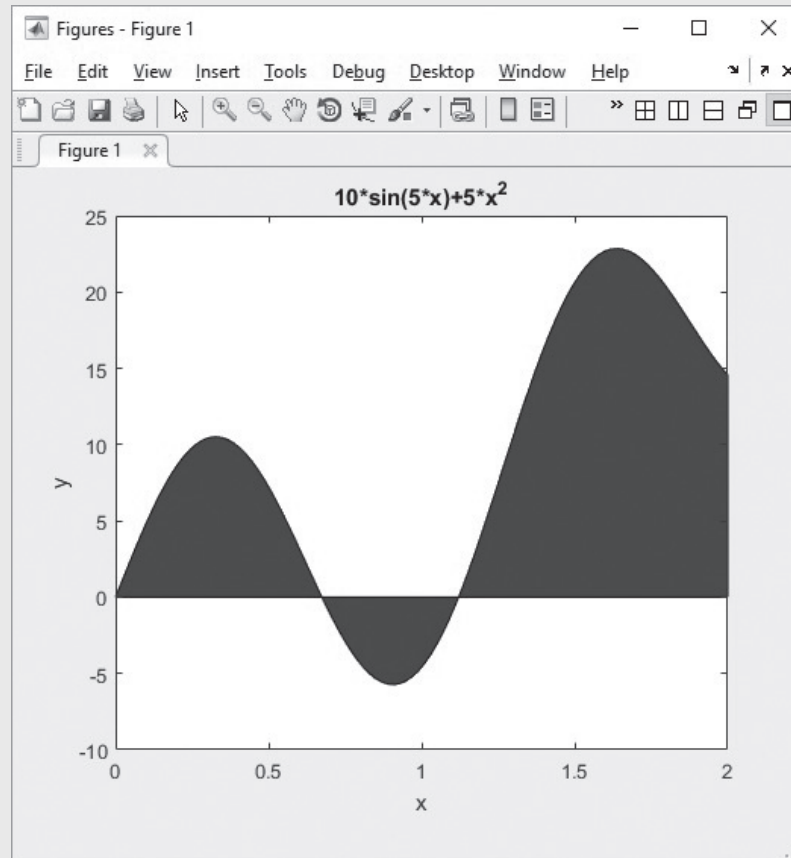 Figures - Figure 1
File Edit View Insert Tools Debug Desktop Window Help
Figure 1
10*sin(5*x)+5*x²
25
20
15
10
5
0
-5
-10
y
0 0.5 1 1.5 2
x